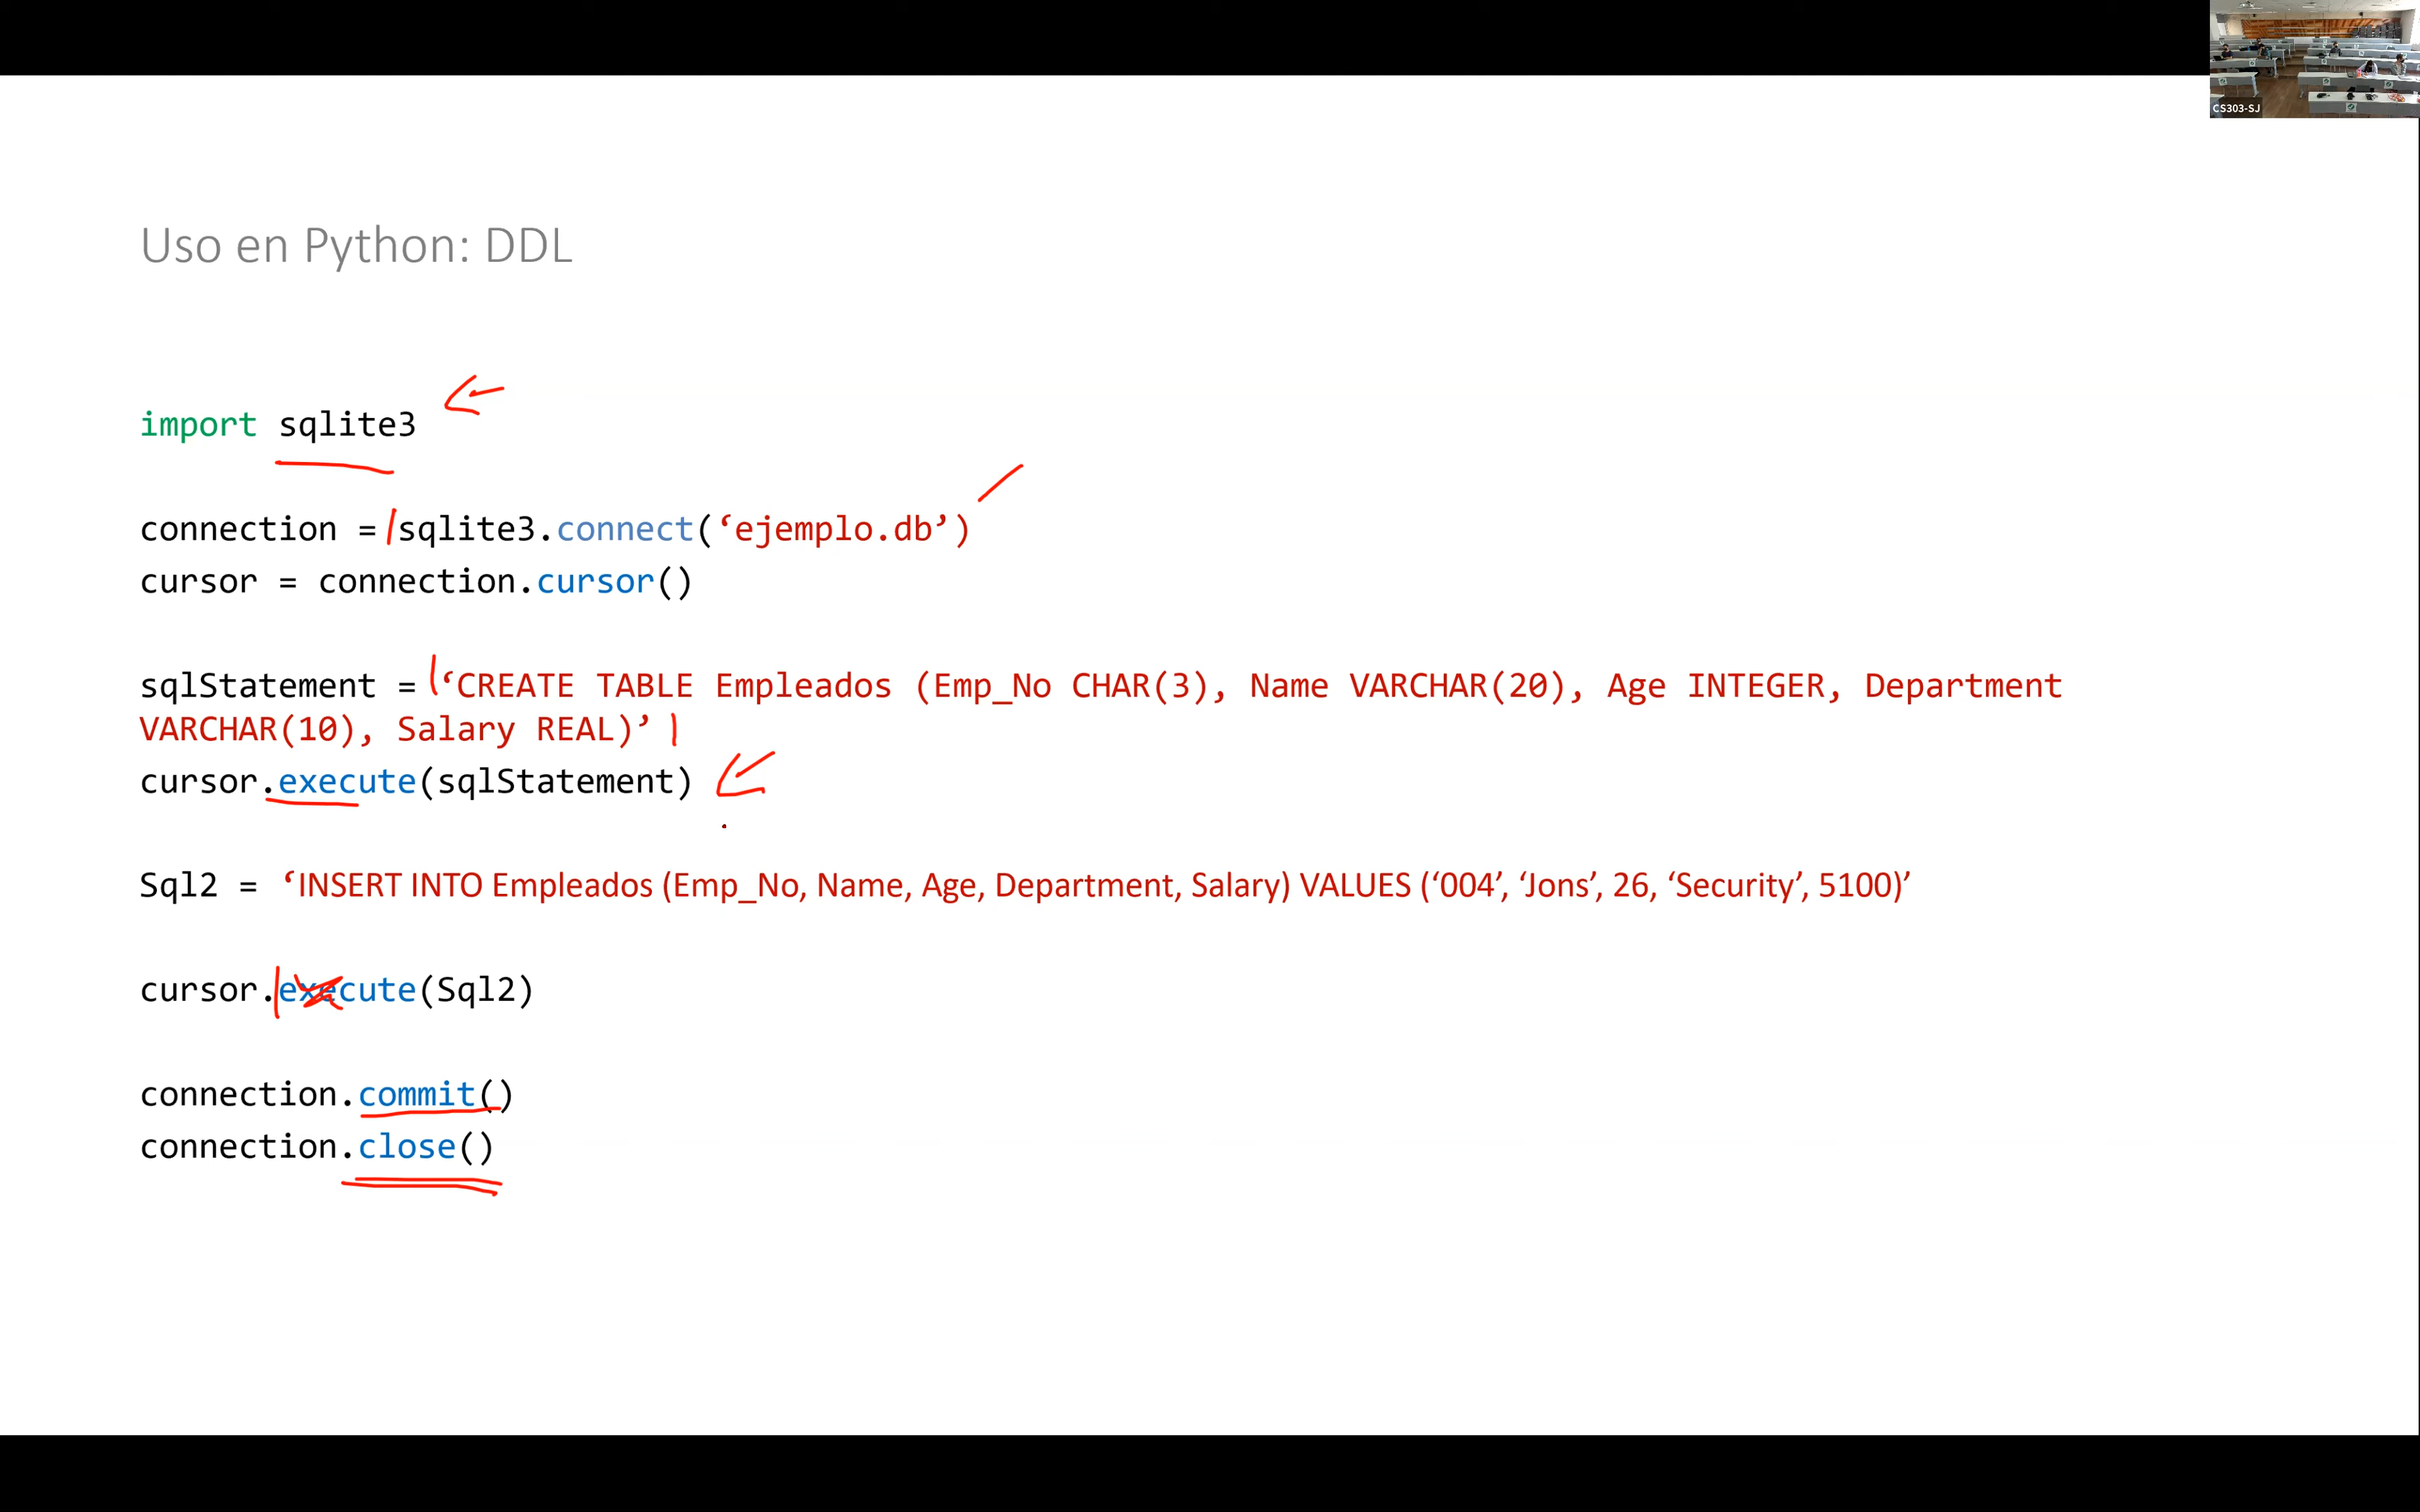 CS303-SJ
Uso en Python: DDL
import sqlite3
connection = sqlite3.connect(‘ejemplo.db’)
cursor = connection.cursor()
sqlStatement = ‘CREATE TABLE Empleados (Emp_No CHAR(3), Name VARCHAR(20), Age INTEGER, Department
VARCHAR(10), Salary REAL)’
cursor.execute(sqlStatement)
Sql2 = ‘INSERT INTO Empleados (Emp_No, Name, Age, Department, Salary) VALUES (‘004’, ‘Jons’, 26, ‘Security’, 5100)’
cursor.execute(Sql2)
connection.commit()
connection.close()